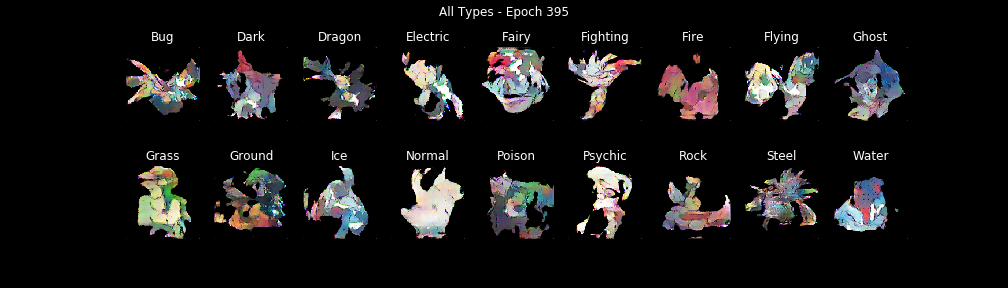 All Types - Epoch 395
Bug Dark Dragon Electric Fairy Fighting Fire Flying Ghost
Grass Ground Ice Normal Poison Psychic Rock Steel Water